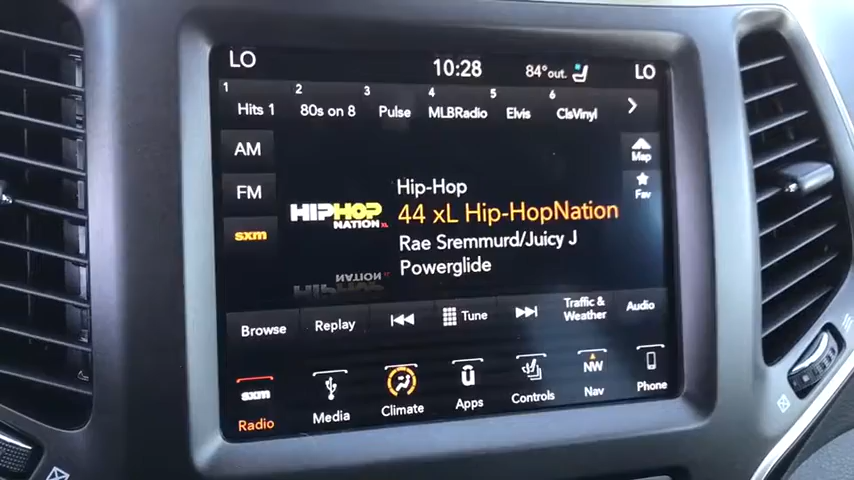 LO 10:28 84° out. LO
1 2 3 4 5 6
Hits 1 80s on 8 Pulse MLBRadio Elvis ClsVinyl
AM
Map
FM
Fav
sxm
HIPHOP
NATION XL
Hip-Hop
44 xL Hip-HopNation
Rae Sremmurd/Juicy J
Powerglide
Browse Replay Tune Traffic & Weather Audio
sxm NW
Radio Media Climate Apps Controls Nav Phone